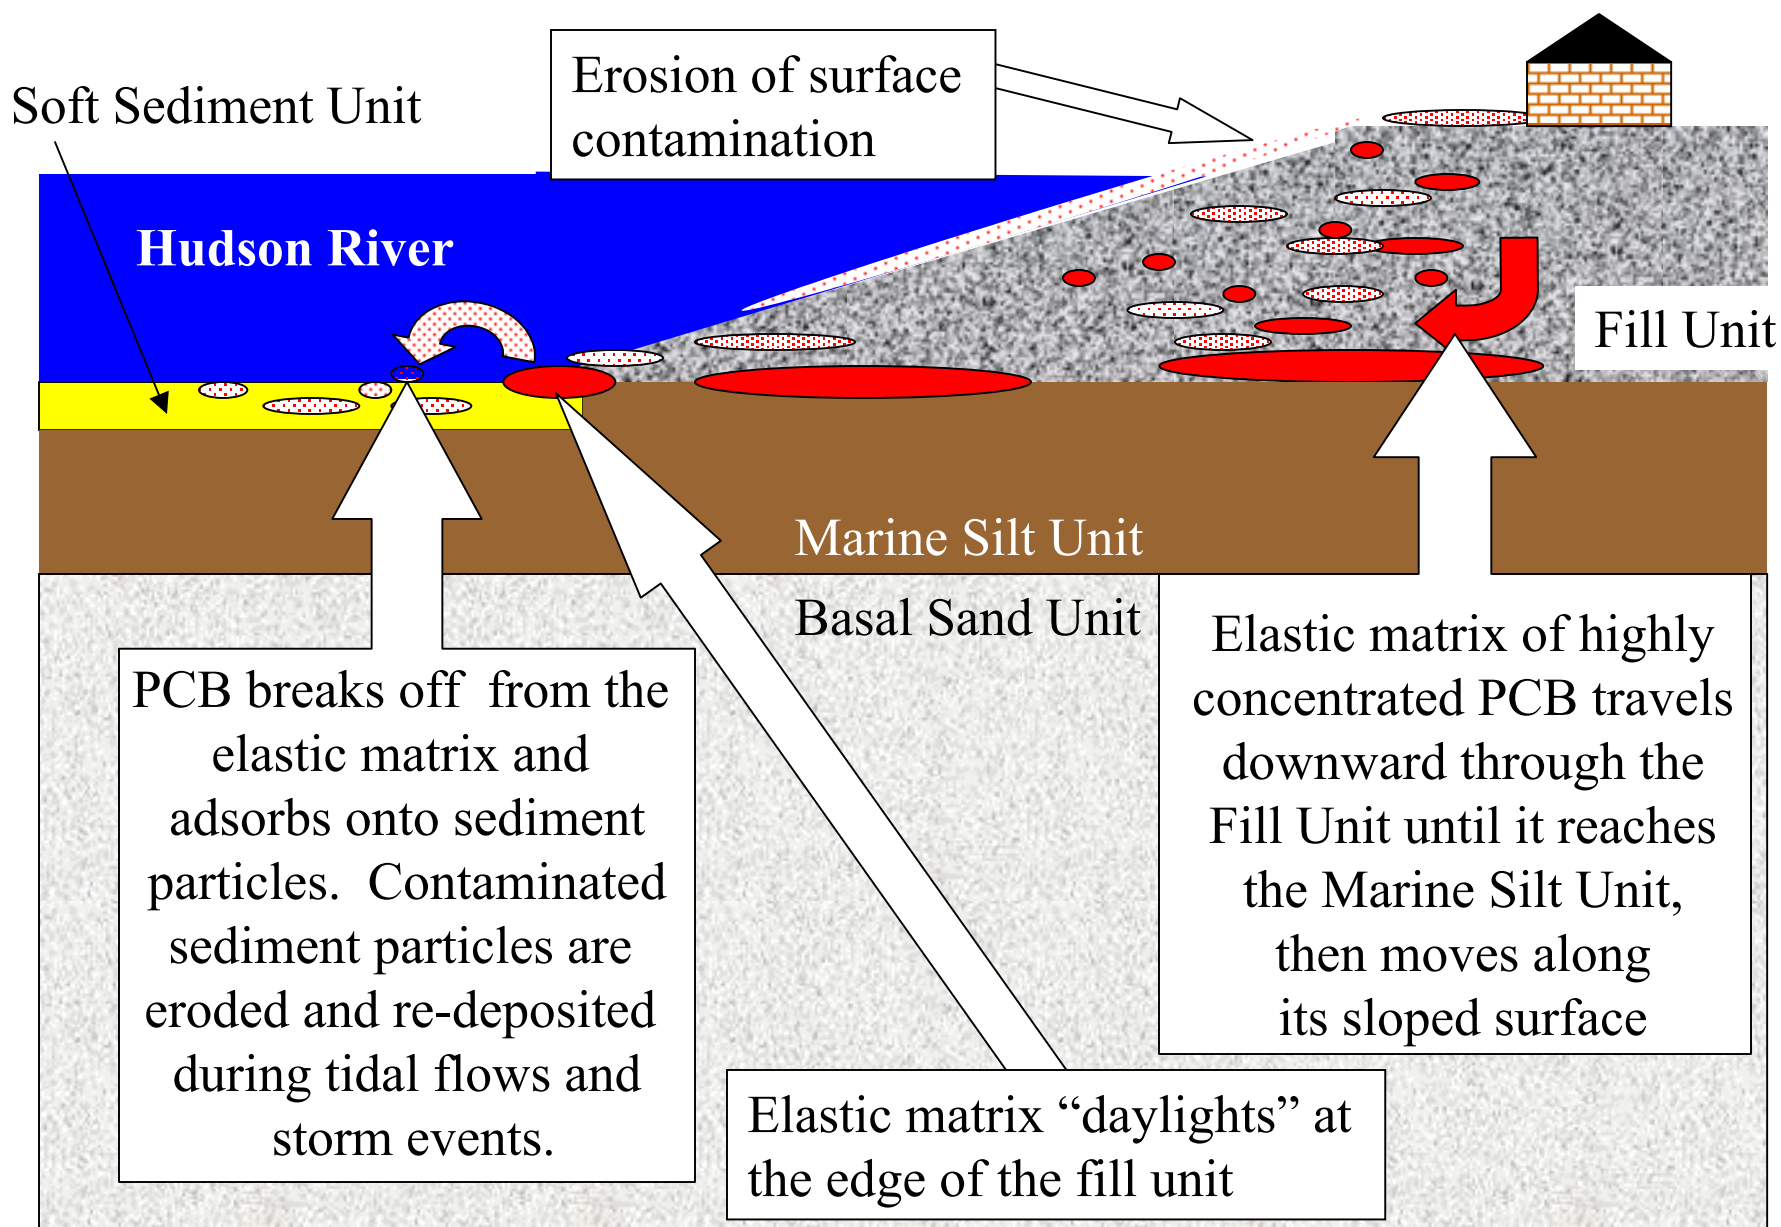 Erosion of surface
contamination
Soft Sediment Unit
Hudson River
Fill Unit
Marine Silt Unit
Basal Sand Unit
PCB breaks off  from the
elastic matrix and
adsorbs onto sediment
particles.  Contaminated
sediment particles are
eroded and re-deposited
during tidal flows and
storm events.
Elastic matrix of highly
concentrated PCB travels
downward through the
Fill Unit until it reaches
the Marine Silt Unit,
then moves along
its sloped surface
Elastic matrix “daylights” at
the edge of the fill unit